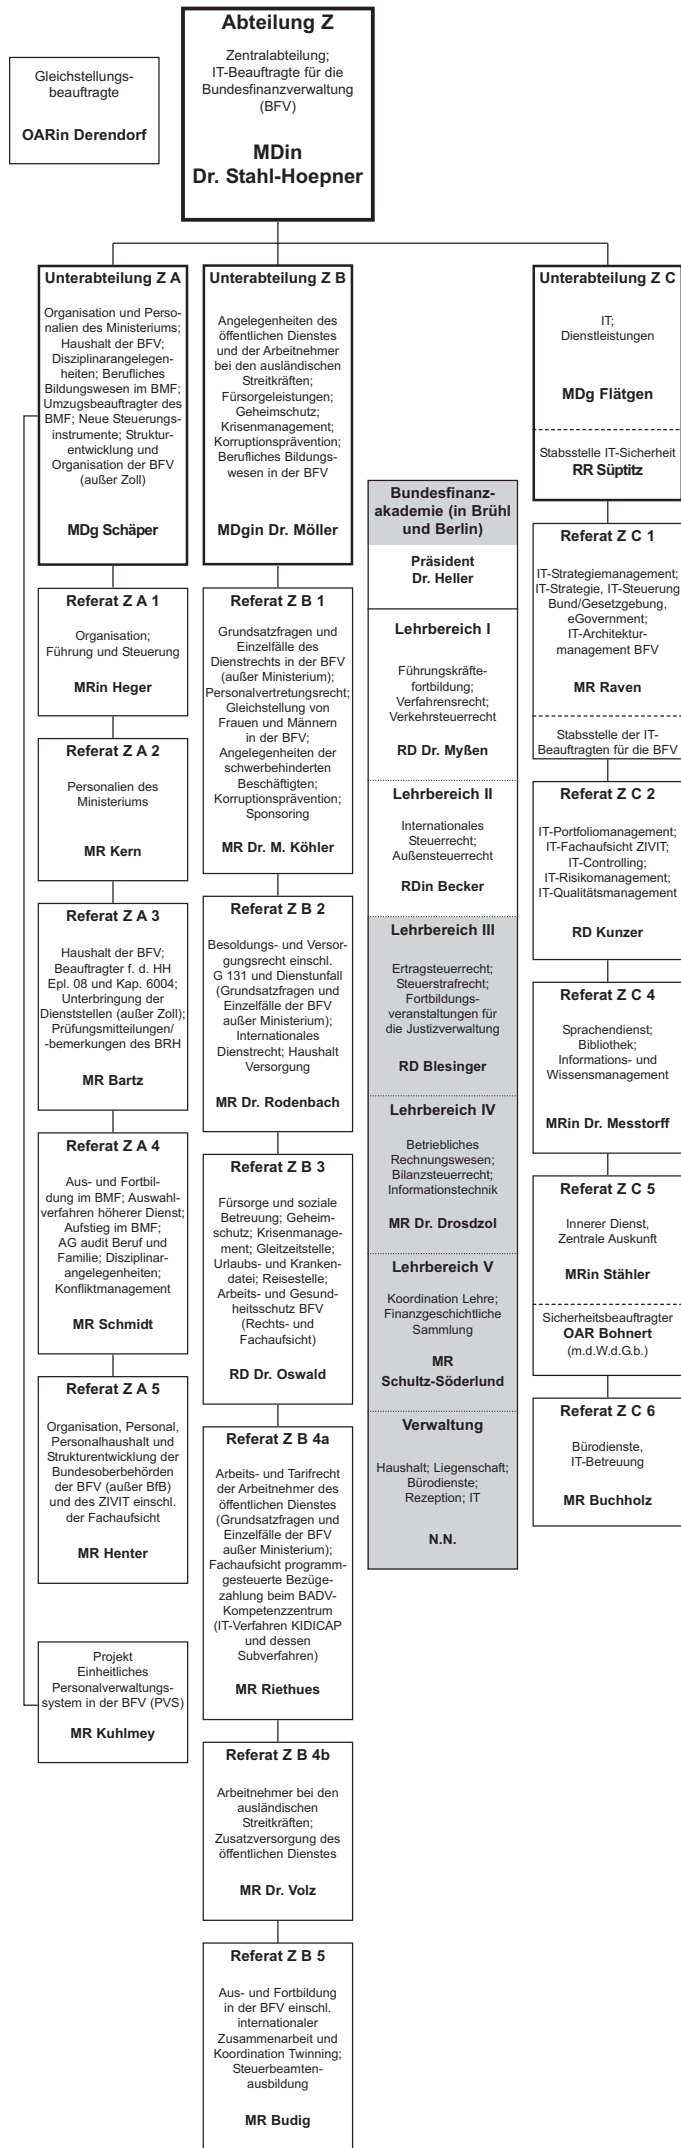 Abteilung Z
Zentralabteilung;
IT-Beauftragte für die
Bundesfinanzverwaltung
(BFV)
MDin
Dr. Stahl-Hoepner
Gleichstellungs-
beauftragte
OARin Derendorf
Unterabteilung Z A
Organisation und Perso-
nalien des Ministeriums;
Haushalt der BFV;
Disziplinarangelegen-
heiten; Berufliches
Bildungswesen im BMF;
Umzugsbeauftragter des
BMF; Neue Steuerungs-
instrumente; Struktur-
entwicklung und
Organisation der BFV
(außer Zoll)
MDg Schäper
Referat Z A 1
Organisation;
Führung und Steuerung
MRin Heger
Referat Z A 2
Personalien des
Ministeriums
MR Kern
Referat Z A 3
Haushalt der BFV;
Beauftragter f. d. HH
Epl. 08 und Kap. 6004;
Unterbringung der
Dienststellen (außer Zoll);
Prüfungsmitteilungen/
-bemerkungen des BRH
MR Bartz
Referat Z A 4
Aus- und Fortbil-
dung im BMF; Auswahl-
verfahren höherer Dienst;
Aufstieg im BMF;
AG audit Beruf und
Familie; Disziplinar-
angelegenheiten;
Konfliktmanagement
MR Schmidt
Referat Z A 5
Organisation, Personal,
Personalhaushalt und
Strukturentwicklung der
Bundesoberbehörden
der BFV (außer BfB)
und des ZIVIT einschl.
der Fachaufsicht
MR Henter
Projekt
Einheitliches
Personalverwaltungs-
system in der BFV (PVS)
MR Kuhlmey
Unterabteilung Z B
Angelegenheiten des
öffentlichen Dienstes
und der Arbeitnehmer
bei den ausländischen
Streitkräften;
Fürsorgeleistungen;
Geheimschutz;
Krisenmanagement;
Korruptionsprävention;
Berufliches Bildungs-
wesen in der BFV
MDgin Dr. Möller
Referat Z B 1
Grundsatzfragen und
Einzelfälle des
Dienstrechts in der BFV
(außer Ministerium);
Personalvertretungsrecht;
Gleichstellung von
Frauen und Männern
in der BFV;
Angelegenheiten der
schwerbehinderten
Beschäftigten;
Korruptionsprävention;
Sponsoring
MR Dr. M. Köhler
Referat Z B 2
Besoldungs- und Versor-
gungsrecht einschl.
G 131 und Dienstunfall
(Grundsatzfragen und
Einzelfälle der BFV
außer Ministerium);
Internationales
Dienstrecht; Haushalt
Versorgung
MR Dr. Rodenbach
Referat Z B 3
Fürsorge und soziale
Betreuung; Geheim-
schutz; Krisenmanage-
ment; Gleitzeitstelle;
Urlaubs- und Kranken-
datei; Reisestelle;
Arbeits- und Gesund-
heitsschutz BFV
(Rechts- und
Fachaufsicht)
RD Dr. Oswald
Referat Z B 4a
Arbeits- und Tarifrecht
der Arbeitnehmer des
öffentlichen Dienstes
(Grundsatzfragen und
Einzelfälle der BFV
außer Ministerium);
Fachaufsicht programm-
gesteuerte Bezüge-
zahlung beim BADV-
Kompetenzzentrum
(IT-Verfahren KIDICAP
und dessen
Subverfahren)
MR Riethues
Referat Z B 4b
Arbeitnehmer bei den
ausländischen
Streitkräften;
Zusatzversorgung des
öffentlichen Dienstes
MR Dr. Volz
Referat Z B 5
Aus- und Fortbildung
in der BFV einschl.
internationaler
Zusammenarbeit und
Koordination Twinning;
Steuerbeamten-
ausbildung
MR Budig
Bundesfinanz-
akademie (in Brühl
und Berlin)
Präsident
Dr. Heller
Lehrbereich I
Führungskräfte-
fortbildung;
Verfahrensrecht;
Verkehrsteuerrecht
RD Dr. Myßen
Lehrbereich II
Internationales
Steuerrecht;
Außensteuerrecht
RDin Becker
Lehrbereich III
Ertragsteuerrecht;
Steuerstrafrecht;
Fortbildungs-
veranstaltungen für
die Justizverwaltung
RD Blesinger
Lehrbereich IV
Betriebliches
Rechnungswesen;
Bilanzsteuerrecht;
Informationstechnik
MR Dr. Drosdzol
Lehrbereich V
Koordination Lehre;
Finanzgeschichtliche
Sammlung
MR
Schultz-Söderlund
Verwaltung
Haushalt; Liegenschaft;
Bürodienste;
Rezeption; IT
N.N.
Unterabteilung Z C
IT;
Dienstleistungen
MDg Flätgen
Stabsstelle IT-Sicherheit
RR Süptitz
Referat Z C 1
IT-Strategiemanagement;
IT-Strategie, IT-Steuerung
Bund/Gesetzgebung,
eGovernment;
IT-Architektur-
management BFV
MR Raven
Stabsstelle der IT-
Beauftragten für die BFV
Referat Z C 2
IT-Portfoliomanagement;
IT-Fachaufsicht ZIVIT;
IT-Controlling;
IT-Risikomanagement;
IT-Qualitätsmanagement
RD Kunzer
Referat Z C 4
Sprachendienst;
Bibliothek;
Informations- und
Wissensmanagement
MRin Dr. Messtorff
Referat Z C 5
Innerer Dienst,
Zentrale Auskunft
MRin Stähler
Sicherheitsbeauftragter
OAR Bohnert
(m.d.W.d.G.b.)
Referat Z C 6
Bürodienste,
IT-Betreuung
MR Buchholz